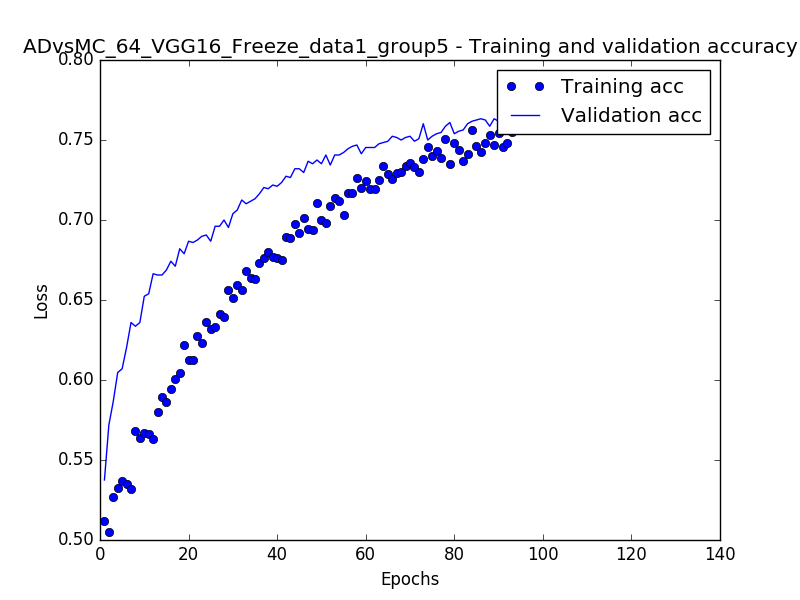 ADvsMC_64_VGG16_Freeze_data1_group5 - Training and validation accuracy
0.80
0.75
0.70
0.65
0.60
0.55
0.50
Loss
Training acc
Validation acc
0 20 40 60 80 100 120 140
Epochs